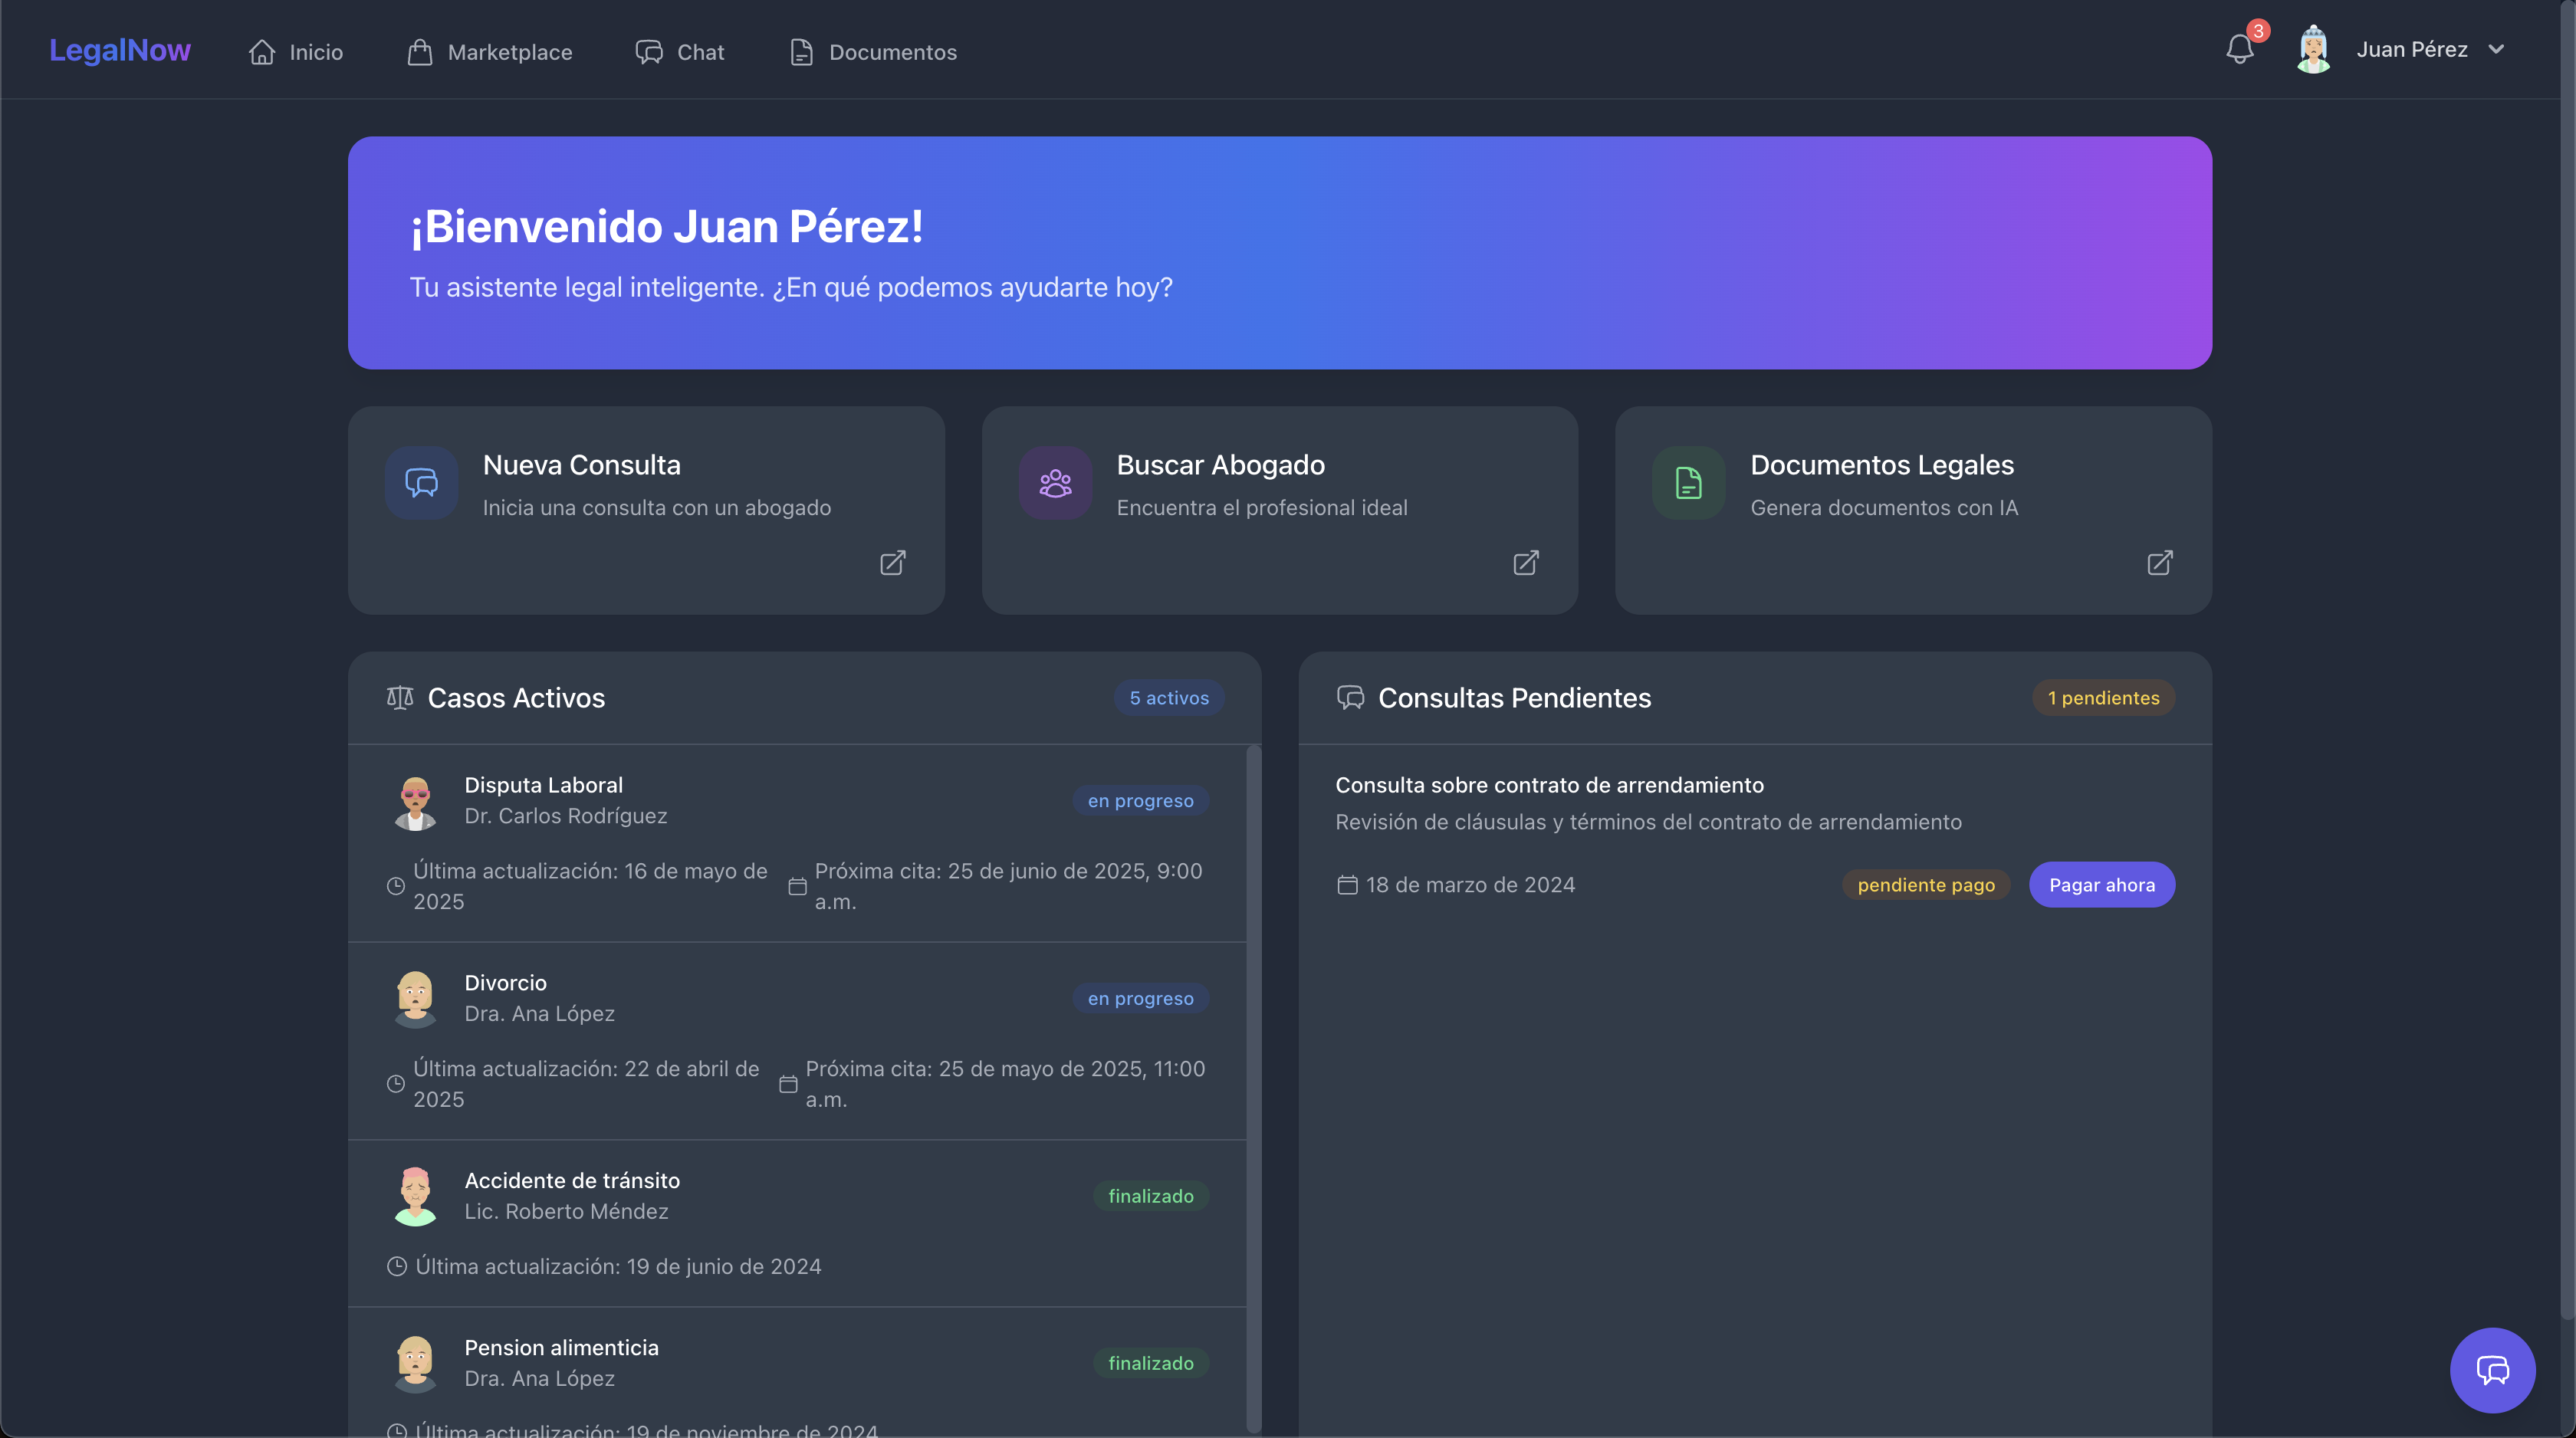 LegalNow
Inicio
Marketplace
Chat
Documentos
3
Juan Pérez
¡Bienvenido Juan Pérez!
Tu asistente legal inteligente. ¿En qué podemos ayudarte hoy?
Nueva Consulta
Inicia una consulta con un abogado
Buscar Abogado
Encuentra el profesional ideal
Documentos Legales
Genera documentos con IA
Casos Activos
5 activos
Disputa Laboral
Dr. Carlos Rodríguez
en progreso
Última actualización: 16 de mayo de
2025
Próxima cita: 25 de junio de 2025, 9:00
a.m.
Divorcio
Dra. Ana López
en progreso
Última actualización: 22 de abril de
2025
Próxima cita: 25 de mayo de 2025, 11:00
a.m.
Accidente de tránsito
Lic. Roberto Méndez
finalizado
Última actualización: 19 de junio de 2024
Pension alimenticia
Dra. Ana López
finalizado
Última actualización: 19 de noviembre de 2024
Consultas Pendientes
1 pendientes
Consulta sobre contrato de arrendamiento
Revisión de cláusulas y términos del contrato de arrendamiento
18 de marzo de 2024
pendiente pago
Pagar ahora